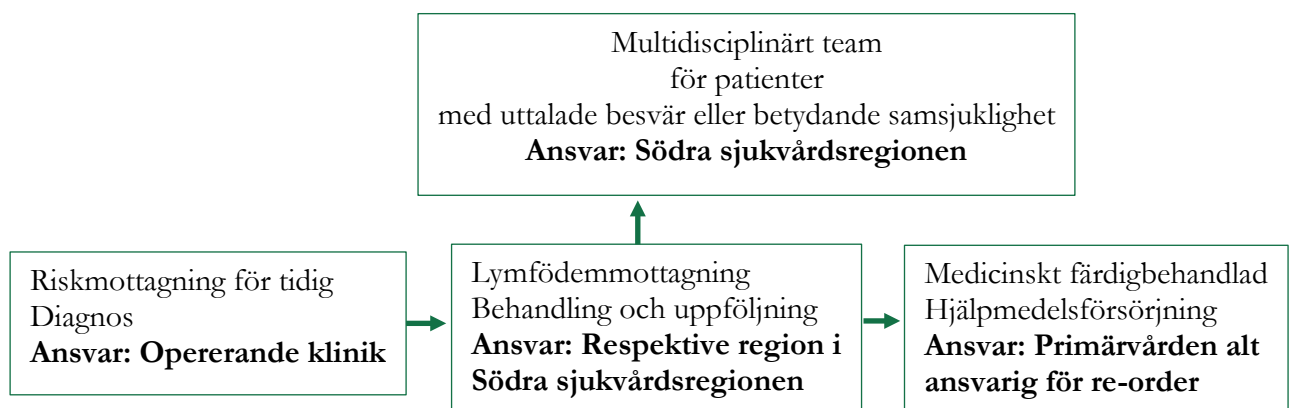 Multidisciplinärt team
för patienter
med uttalade besvär eller betydande samsjuklighet
Ansvar: Södra sjukvårdsregionen
Riskmottagning för tidig
Diagnos
Ansvar: Opererande klinik
Lymfödemmottagning
Behandling och uppföljning
Ansvar: Respektive region i
Södra sjukvårdsregionen
Medicinskt färdigbehandlad
Hjälpmedelsförsörjning
Ansvar: Primärvården alt
ansvarig för re-order